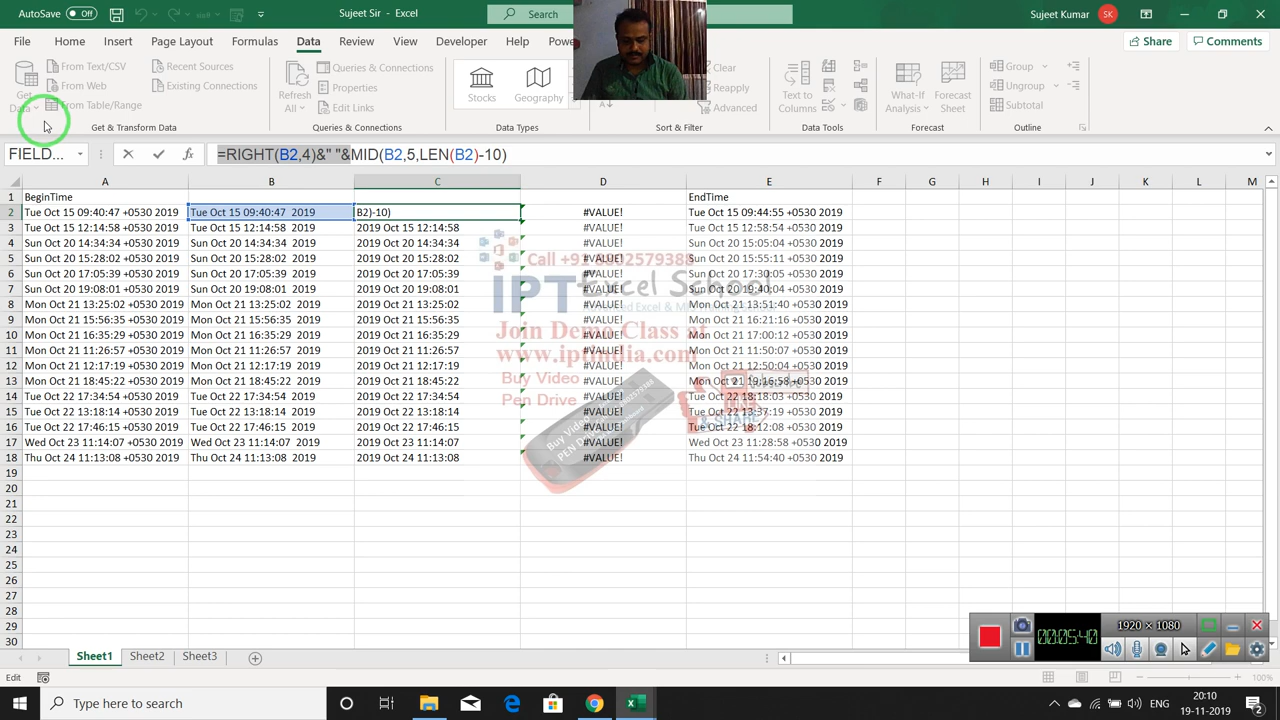 AutoSave Off
Sujeet Sir - Excel
Search
Sujeet Kumar SK
File Home Insert Page Layout Formulas Data Review View Developer Help Pow
Share Comments
Get Data
From Text/CSV
From Web
From Table/Range
Recent Sources
Existing Connections
Get & Transform Data
Refresh All
Queries & Connections
Properties
Edit Links
Queries & Connections
Stocks Geography
Data Types
Clear
Reapply
Advanced
Sort & Filter
Text to Columns
Data Tools
What-If Analysis
Forecast Sheet
Forecast
Group
Ungroup
Subtotal
Outline
FIELD... =RIGHT(B2,4)&" "&MID(B2,5,LEN(B2)-10)
A B C D E F G H I J K L M
1 BeginTime EndTime
2 Tue Oct 15 09:40:47 +0530 2019 Tue Oct 15 09:40:47 2019 B2)-10) #VALUE! Tue Oct 15 09:44:55 +0530 2019
3 Tue Oct 15 12:14:58 +0530 2019 Tue Oct 15 12:14:58 2019 2019 Oct 15 12:14:58 #VALUE! Tue Oct 15 12:58:54 +0530 2019
4 Sun Oct 20 14:34:34 +0530 2019 Sun Oct 20 14:34:34 2019 2019 Oct 20 14:34:34 #VALUE! Sun Oct 20 15:05:04 +0530 2019
5 Sun Oct 20 15:28:02 +0530 2019 Sun Oct 20 15:28:02 2019 2019 Oct 20 15:28:02 #VALUE! Sun Oct 20 15:55:11 +0530 2019
6 Sun Oct 20 17:05:39 +0530 2019 Sun Oct 20 17:05:39 2019 2019 Oct 20 17:05:39 #VALUE! Sun Oct 20 17:30:05 +0530 2019
7 Sun Oct 20 19:08:01 +0530 2019 Sun Oct 20 19:08:01 2019 2019 Oct 20 19:08:01 #VALUE! Sun Oct 20 19:40:04 +0530 2019
8 Mon Oct 21 13:25:02 +0530 2019 Mon Oct 21 13:25:02 2019 2019 Oct 21 13:25:02 #VALUE! Mon Oct 21 13:51:40 +0530 2019
9 Mon Oct 21 15:56:35 +0530 2019 Mon Oct 21 15:56:35 2019 2019 Oct 21 15:56:35 #VALUE! Mon Oct 21 16:21:16 +0530 2019
10 Mon Oct 21 16:35:29 +0530 2019 Mon Oct 21 16:35:29 2019 2019 Oct 21 16:35:29 #VALUE! Mon Oct 21 17:00:12 +0530 2019
11 Mon Oct 21 11:26:57 +0530 2019 Mon Oct 21 11:26:57 2019 2019 Oct 21 11:26:57 #VALUE! Mon Oct 21 11:50:07 +0530 2019
12 Mon Oct 21 12:17:19 +0530 2019 Mon Oct 21 12:17:19 2019 2019 Oct 21 12:17:19 #VALUE! Mon Oct 21 12:50:04 +0530 2019
13 Mon Oct 21 18:45:22 +0530 2019 Mon Oct 21 18:45:22 2019 2019 Oct 21 18:45:22 #VALUE! Mon Oct 21 19:16:58 +0530 2019
14 Tue Oct 22 17:34:54 +0530 2019 Tue Oct 22 17:34:54 2019 2019 Oct 22 17:34:54 #VALUE! Tue Oct 22 18:18:03 +0530 2019
15 Tue Oct 22 13:18:14 +0530 2019 Tue Oct 22 13:18:14 2019 2019 Oct 22 13:18:14 #VALUE! Tue Oct 22 13:37:19 +0530 2019
16 Tue Oct 22 17:46:15 +0530 2019 Tue Oct 22 17:46:15 2019 2019 Oct 22 17:46:15 #VALUE! Tue Oct 22 18:12:08 +0530 2019
17 Wed Oct 23 11:14:07 +0530 2019 Wed Oct 23 11:14:07 2019 2019 Oct 23 11:14:07 #VALUE! Wed Oct 23 11:28:58 +0530 2019
18 Thu Oct 24 11:13:08 +0530 2019 Thu Oct 24 11:13:08 2019 2019 Oct 24 11:13:08 #VALUE! Thu Oct 24 11:54:40 +0530 2019
19
20
21
22
23
24
25
26
27
28
29
30
IPT Excel School
Join Demo Class at
www.iptindia.com
Buy Video
Pen Drive
Buy Video
PEN Drive
& SHARE
00:05:40 1920 × 1080
Sheet1 Sheet2 Sheet3
Edit 100%
Type here to search
ENG 20:10
19-11-2019 2